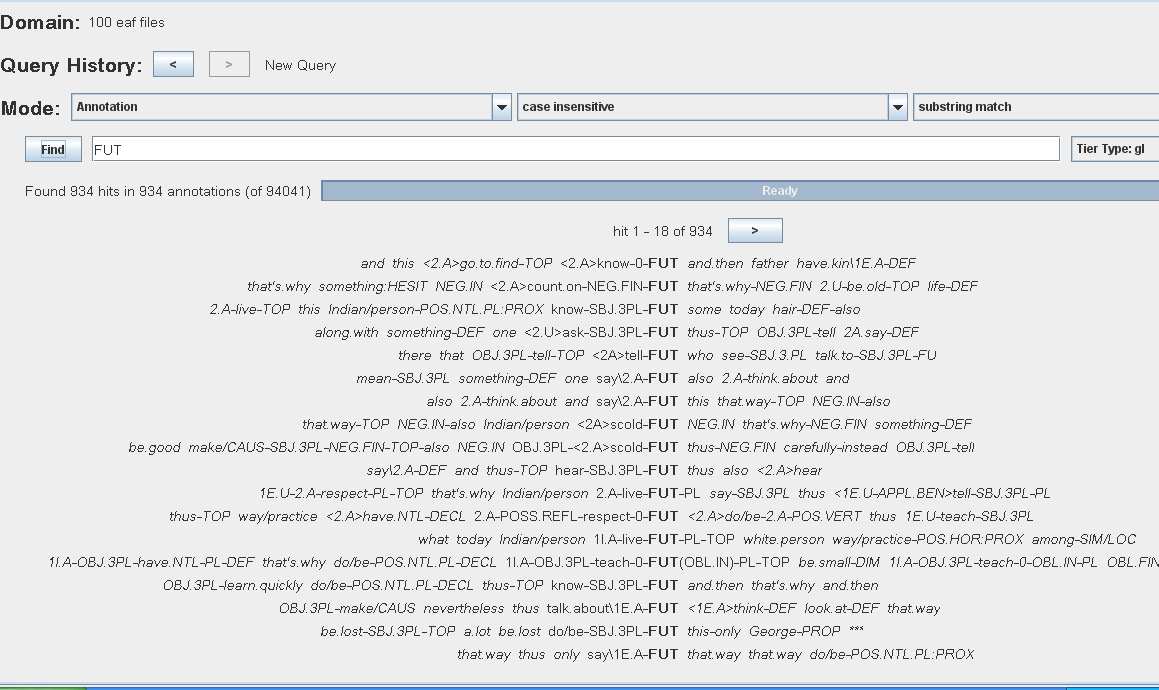 Domain: 100 eaf files
Query History: < > New Query
Mode: Annotation case insensitive substring match
Find FUT Tier Type: gl
Found 934 hits in 934 annotations (of 94041) Ready
hit 1 - 18 of 934 >
and this <2.A>go.to.find-TOP <2.A>know-0-FUT and.then father have.kin\1E.A-DEF
that's.why something:HESIT NEG.IN <2.A>count.on-NEG.FIN-FUT that's.why-NEG.FIN 2.U-be.old-TOP life-DEF
2.A-live-TOP this Indian/person-POS.NTL.PL:PROX know-SBJ.3PL-FUT some today hair-DEF-also
along.with something-DEF one <2.U>ask-SBJ.3PL-FUT thus-TOP OBJ.3PL-tell 2A.say-DEF
there that OBJ.3PL-tell-TOP <2A>tell-FUT who see-SBJ.3.PL talk.to-SBJ.3PL-FU
mean-SBJ.3PL something-DEF one say\2.A-FUT also 2.A-think.about and
also 2.A-think.about and say\2.A-FUT this that.way-TOP NEG.IN-also
that.way-TOP NEG.IN-also Indian/person <2.A>scold-FUT NEG.IN that's.why-NEG.FIN something-DEF
be.good make/CAUS-SBJ.3PL-NEG.FIN-TOP-also NEG.IN OBJ.3PL-<2.A>scold-FUT thus-NEG.FIN carefully-instead OBJ.3PL-tell
say\2.A-DEF and thus-TOP hear-SBJ.3PL-FUT thus also <2.A>hear
1E.U-2.A-respect-PL-TOP that's.why Indian/person 2.A-live-FUT-PL say-SBJ.3PL thus <1E.U-APPL.BEN>tell-SBJ.3PL-PL
thus-TOP way/practice <2.A>have.NTL-DECL 2.A-POSS.REFL-respect-0-FUT <2.A>do/be-2.A-POS.VERT thus 1E.U-teach-SBJ.3PL
what today Indian/person 1I.A-live-FUT-PL-TOP white.person way/practice-POS.HOR:PROX among-SIM/LOC
1I.A-OBJ.3PL-have.NTL-PL-DEF that's.why do/be-POS.NTL.PL-DECL 1I.A-OBJ.3PL-teach-0-FUT(OBL.IN)-PL-TOP be.small-DIM 1I.A-OBJ.3PL-teach-0-OBL.IN-PL OBL.FIN
OBJ.3PL-learn.quickly do/be-POS.NTL.PL-DECL thus-TOP know-SBJ.3PL-FUT and.then that's.why and.then
OBJ.3PL-make/CAUS nevertheless thus talk.about\1E.A-FUT <1E.A>think-DEF look.at-DEF that.way
be.lost-SBJ.3PL-TOP a.lot be.lost do/be-SBJ.3PL-FUT this-only George-PROP ***
that.way thus only say\1E.A-FUT that.way that.way do/be-POS.NTL.PL:PROX